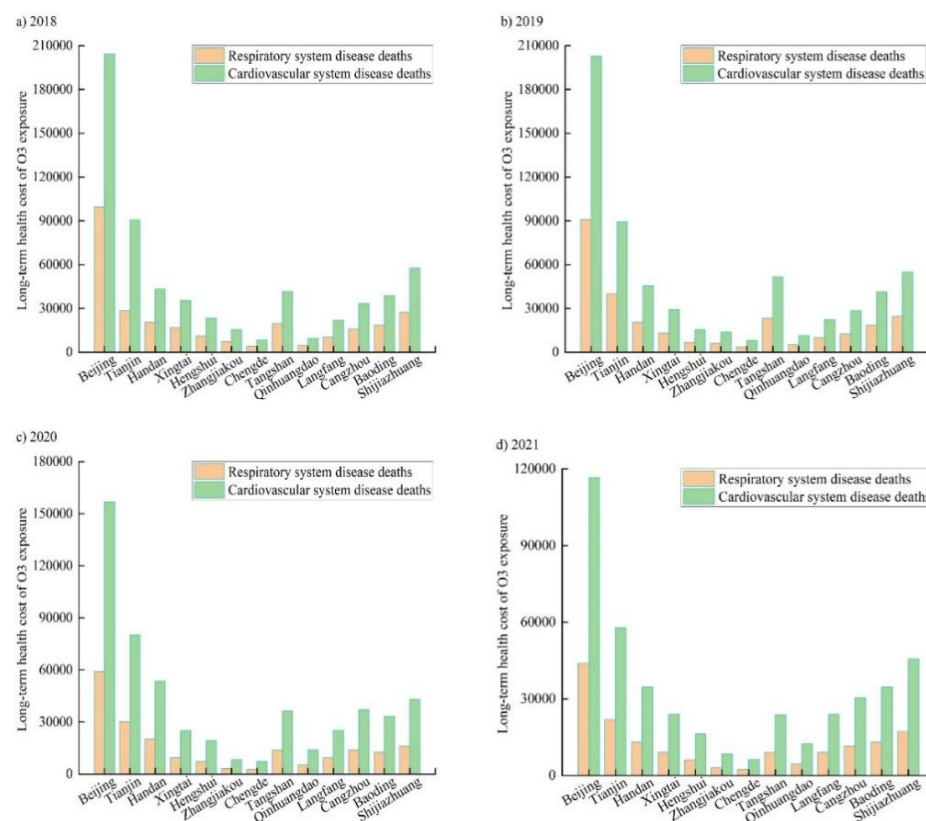 a) 2018
Long-term health cost of O3 exposure
210000
180000
150000
120000
90000
60000
30000
0
Respiratory system disease deaths
Cardiovascular system disease deaths
Beijing
Tianjin
Handan
Xingtai
Hengshui
Zhangjiakou
Chengde
Tangshan
Qinhuangdao
Langfang
Cangzhou
Baoding
Shijiazhuang
b) 2019
Long-term health cost of O3 exposure
210000
180000
150000
120000
90000
60000
30000
0
Respiratory system disease deaths
Cardiovascular system disease deaths
Beijing
Tianjin
Handan
Xingtai
Hengshui
Zhangjiakou
Chengde
Tangshan
Qinhuangdao
Langfang
Cangzhou
Baoding
Shijiazhuang
c) 2020
Long-term health cost of O3 exposure
180000
150000
120000
90000
60000
30000
0
Respiratory system disease deaths
Cardiovascular system disease deaths
Beijing
Tianjin
Handan
Xingtai
Hengshui
Zhangjiakou
Chengde
Tangshan
Qinhuangdao
Langfang
Cangzhou
Baoding
Shijiazhuang
d) 2021
Long-term health cost of O3 exposure
120000
90000
60000
30000
0
Respiratory system disease deaths
Cardiovascular system disease deaths
Beijing
Tianjin
Handan
Xingtai
Hengshui
Zhangjiakou
Chengde
Tangshan
Qinhuangdao
Langfang
Cangzhou
Baoding
Shijiazhuang